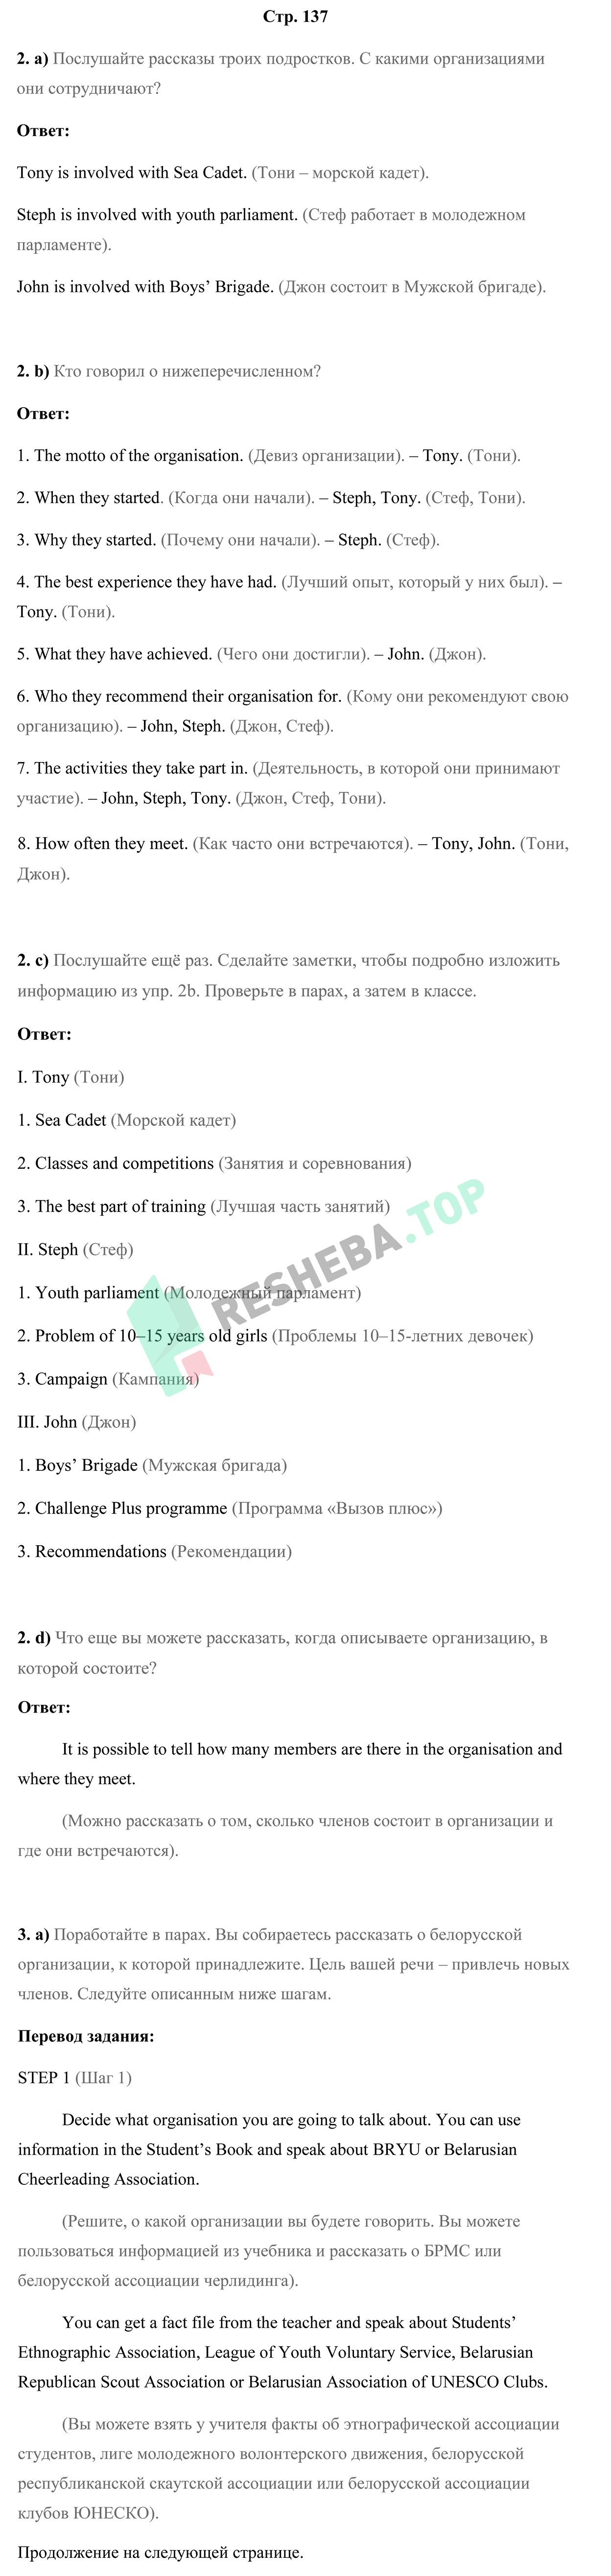 Стр. 137
2. a) Послушайте рассказы троих подростков. С какими организациями
они сотрудничают?
Ответ:
Tony is involved with Sea Cadet. (Тони – морской кадет).
Steph is involved with youth parliament. (Стеф работает в молодежном
парламенте).
John is involved with Boys’ Brigade. (Джон состоит в Мужской бригаде).
2. b) Кто говорил о нижеперечисленном?
Ответ:
1. The motto of the organisation. (Девиз организации). – Tony. (Тони).
2. When they started. (Когда они начали). – Steph, Tony. (Стеф, Тони).
3. Why they started. (Почему они начали). – Steph. (Стеф).
4. The best experience they have had. (Лучший опыт, который у них был). –
Tony. (Тони).
5. What they have achieved. (Чего они достигли). – John. (Джон).
6. Who they recommend their organisation for. (Кому они рекомендуют свою
организацию). – John, Steph. (Джон, Стеф).
7. The activities they take part in. (Деятельность, в которой они принимают
участие). – John, Steph, Tony. (Джон, Стеф, Тони).
8. How often they meet. (Как часто они встречаются). – Tony, John. (Тони,
Джон).
2. c) Послушайте ещё раз. Сделайте заметки, чтобы подробно изложить
информацию из упр. 2b. Проверьте в парах, а затем в классе.
Ответ:
I. Tony (Тони)
1. Sea Cadet (Морской кадет)
2. Classes and competitions (Занятия и соревнования)
3. The best part of training (Лучшая часть занятий)
II. Steph (Стеф)
1. Youth parliament (Молодежный парламент)
2. Problem of 10–15 years old girls (Проблемы 10–15-летних девочек)
3. Campaign (Кампания)
III. John (Джон)
1. Boys’ Brigade (Мужская бригада)
2. Challenge Plus programme (Программа «Вызов плюс»)
3. Recommendations (Рекомендации)
RESHEBA.TOP
2. d) Что еще вы можете рассказать, когда описываете организацию, в
которой состоите?
Ответ:
It is possible to tell how many members are there in the organisation and
where they meet.
(Можно рассказать о том, сколько членов состоит в организации и
где они встречаются).
3. a) Поработайте в парах. Вы собираетесь рассказать о белорусской
организации, к которой принадлежите. Цель вашей речи – привлечь новых
членов. Следуйте описанным ниже шагам.
Перевод задания:
STEP 1 (Шаг 1)
Decide what organisation you are going to talk about. You can use
information in the Student’s Book and speak about BRYU or Belarusian
Cheerleading Association.
(Решите, о какой организации вы будете говорить. Вы можете
пользоваться информацией из учебника и рассказать о БРМС или
белорусской ассоциации черлидинга).
You can get a fact file from the teacher and speak about Students’
Ethnographic Association, League of Youth Voluntary Service, Belarusian
Republican Scout Association or Belarusian Association of UNESCO Clubs.
(Вы можете взять у учителя факты об этнографической ассоциации
студентов, лиге молодежного волонтерского движения, белорусской
республиканской скаутской ассоциации или белорусской ассоциации
клубов ЮНЕСКО).
Продолжение на следующей странице.